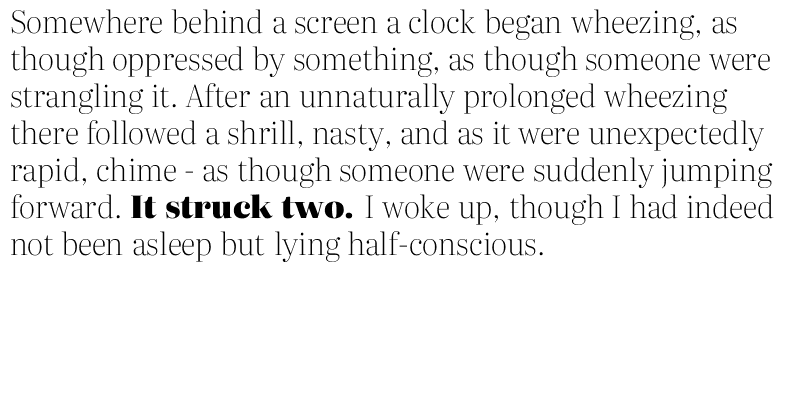 Somewhere behind a screen a clock began wheezing, as
though oppressed by something, as though someone were
strangling it. After an unnaturally prolonged wheezing
there followed a shrill, nasty, and as it were unexpectedly
rapid, chime - as though someone were suddenly jumping
forward. It struck two. I woke up, though I had indeed
not been asleep but lying half-conscious.